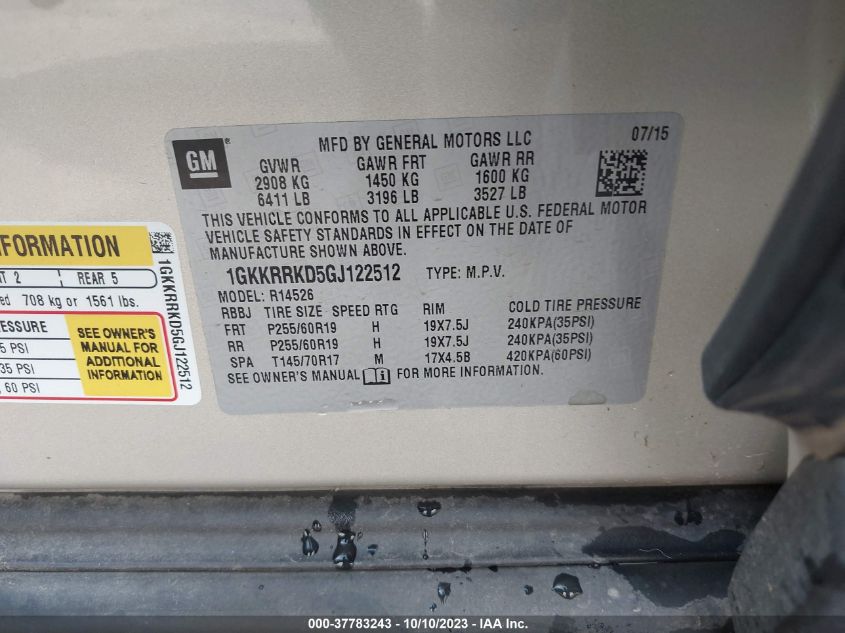 GM
MFD BY GENERAL MOTORS LLC
07/15
GVWR GAWR FRT GAWR RR
2908 KG 1450 KG 1600 KG
6411 LB 3196 LB 3527 LB
THIS VEHICLE CONFORMS TO ALL APPLICABLE U.S. FEDERAL MOTOR
VEHICLE SAFETY STANDARDS IN EFFECT ON THE DATE OF
MANUFACTURE SHOWN ABOVE.
1GKKRRKD5GJ122512 TYPE: M.P.V.
MODEL: R14526
RBBJ TIRE SIZE SPEED RTG RIM COLD TIRE PRESSURE
FRT P255/60R19 H 19X7.5J 240KPA(35PSI)
RR P255/60R19 H 19X7.5J 240KPA(35PSI)
SPA T145/70R17 M 17X4.5B 420KPA(60PSI)
SEE OWNER'S MANUAL i FOR MORE INFORMATION.
FORMATION
T 2 REAR 5
ed 708 kg or 1561 lbs.
ESSURE
5 PSI
35 PSI
, 60 PSI
SEE OWNER'S
MANUAL FOR
ADDITIONAL
INFORMATION
1GKKRRKD5GJ122512
000-37783243 - 10/10/2023 - IAA Inc.